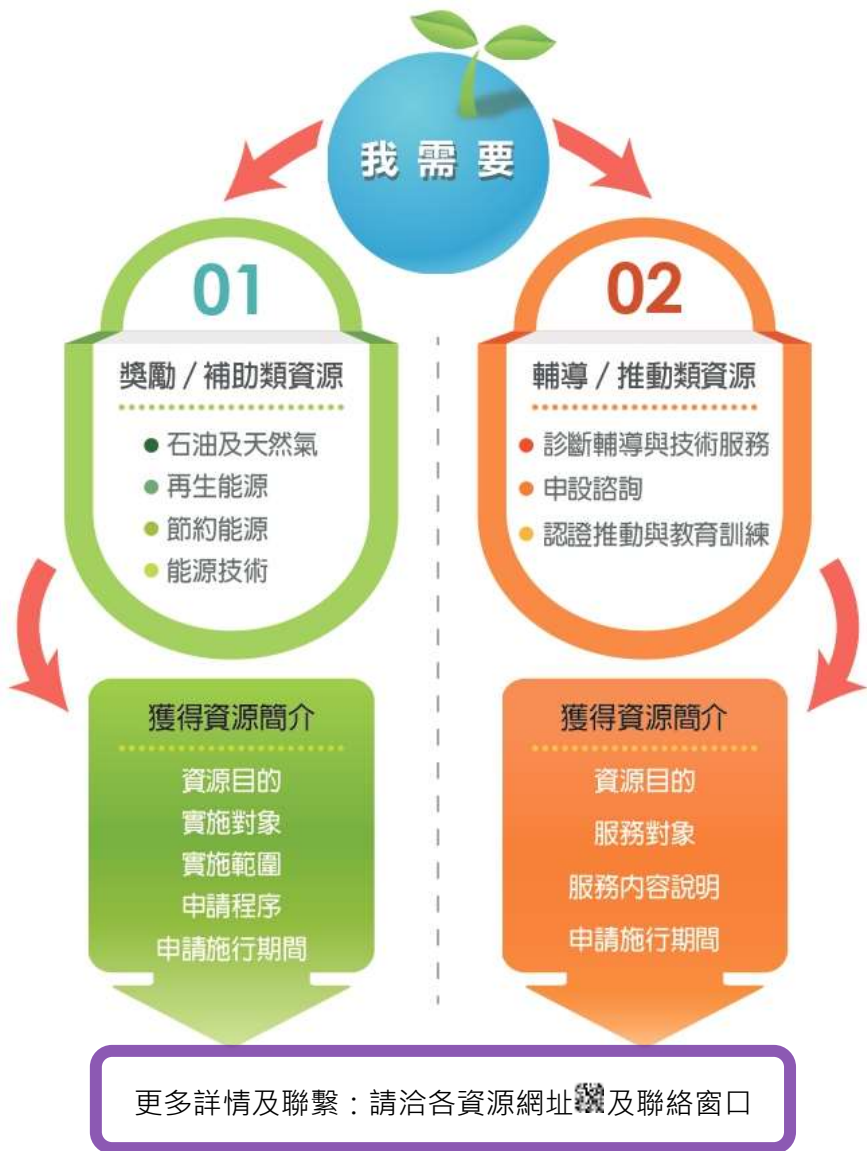 我需要
01
獎勵 / 補助類資源
石油及天然氣
再生能源
節約能源
能源技術
獲得資源簡介
資源目的
實施對象
實施範圍
申請程序
申請施行期間
02
輔導 / 推動類資源
診斷輔導與技術服務
申設諮詢
認證推動與教育訓練
獲得資源簡介
資源目的
服務對象
服務內容說明
申請施行期間
更多詳情及聯繫：請洽各資源網址及聯絡窗口